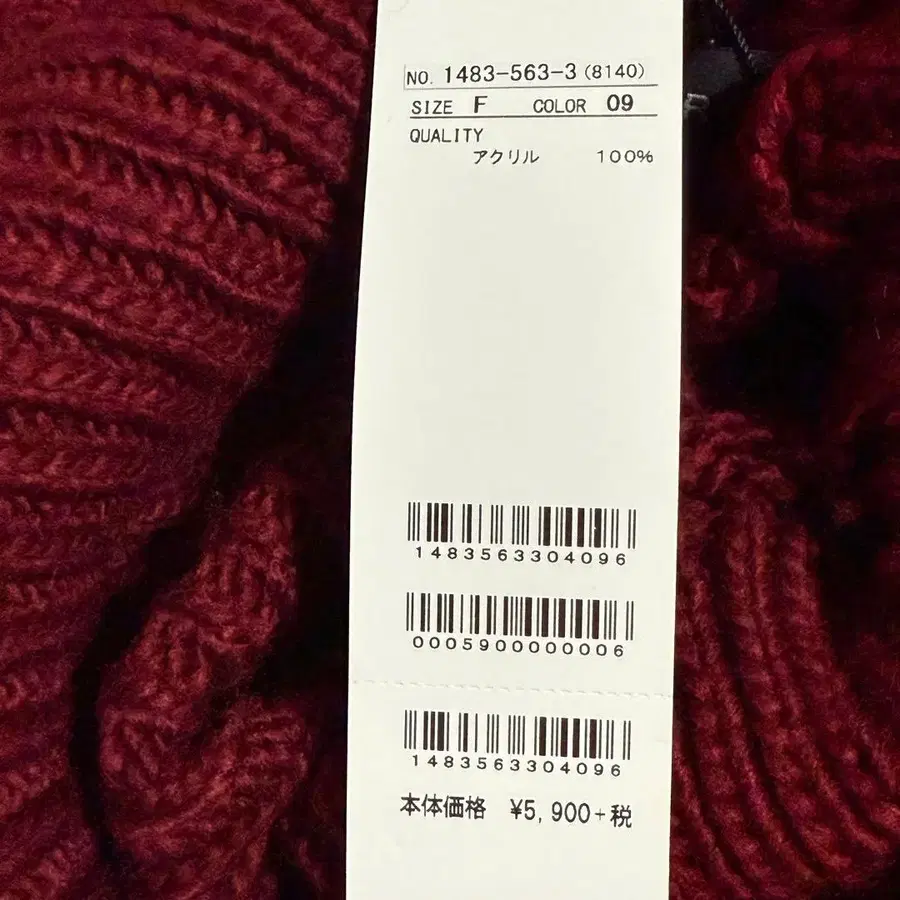 NO. 1483-563-3 (8140)
SIZE F COLOR 09
QUALITY
アクリル 100%
1483563304096
0005900000006
1483563304096
本体価格 ¥5,900+税